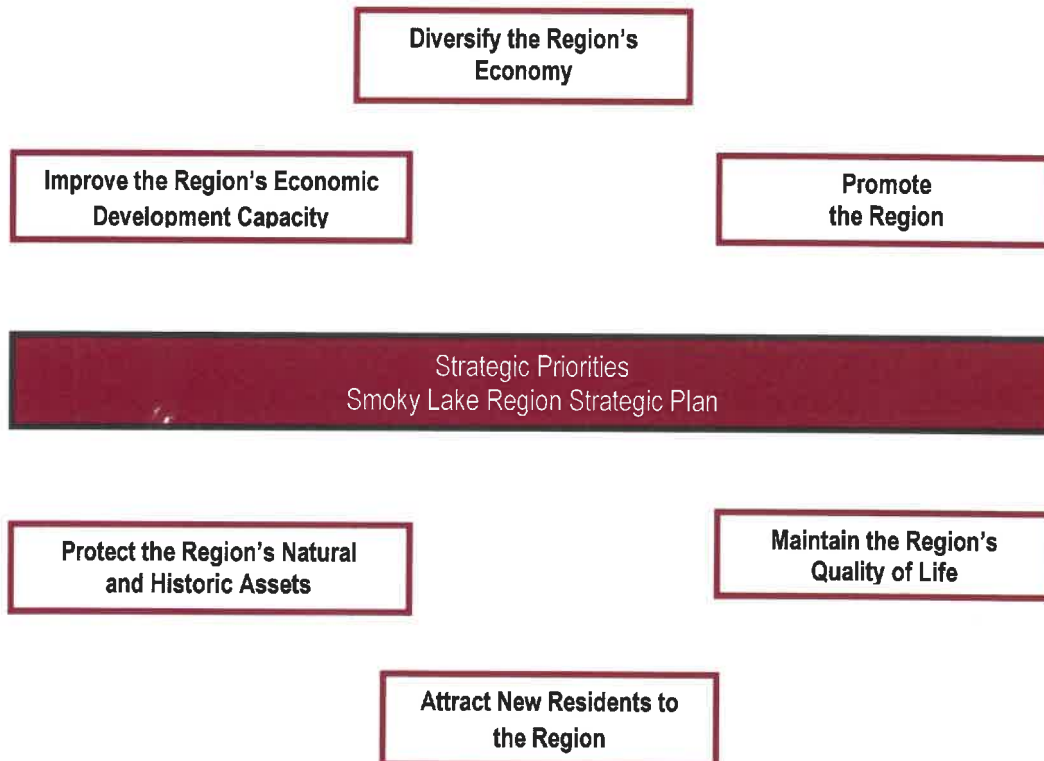 Diversify the Region's
Economy
Improve the Region's Economic
Development Capacity
Promote
the Region
Strategic Priorities
Smoky Lake Region Strategic Plan
Protect the Region's Natural
and Historic Assets
Maintain the Region's
Quality of Life
Attract New Residents to
the Region